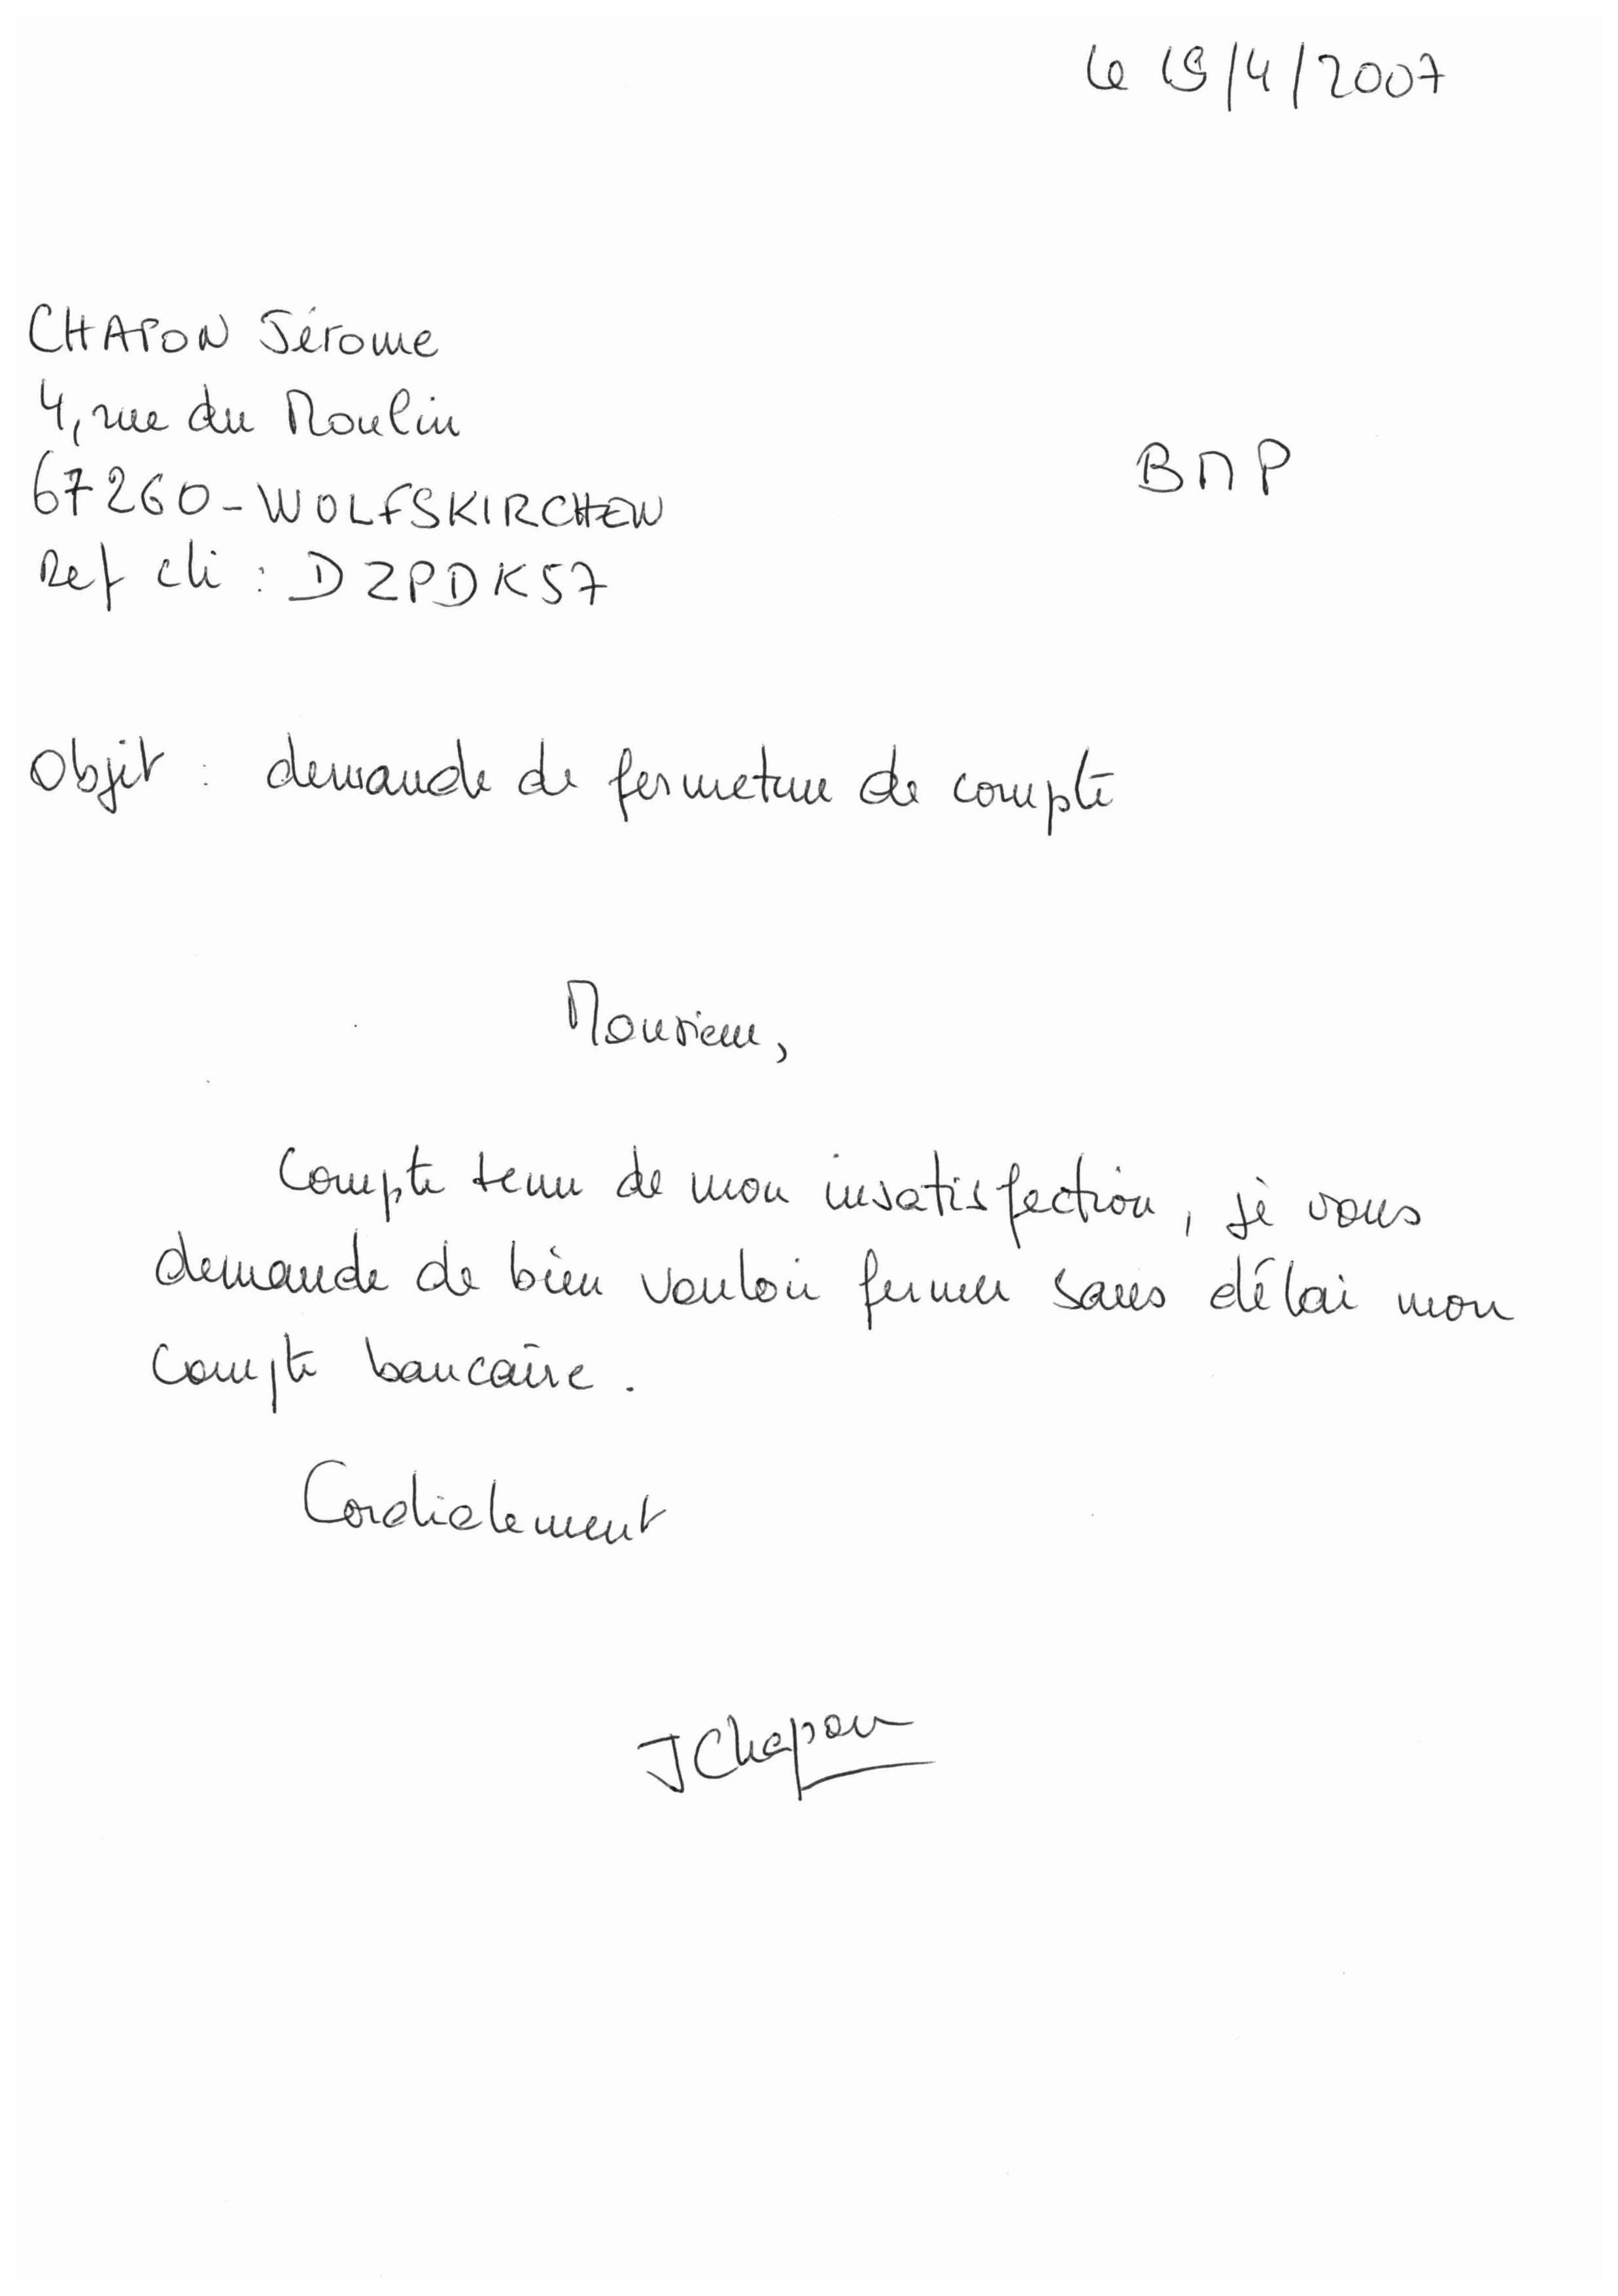 Le 19/4/2007
CHAPON Jérome
4, rue du Moulin
67260-WOLFSKIRCHEN
BNP
Ref cli : DZPDK57
Objet : demande de fermeture de compte
Monsieur,
Compte tenu de mon insatisfaction, je vous
demande de bien vouloir fermer sans délai mon
compte bancaire.
Cordialement
JChapon